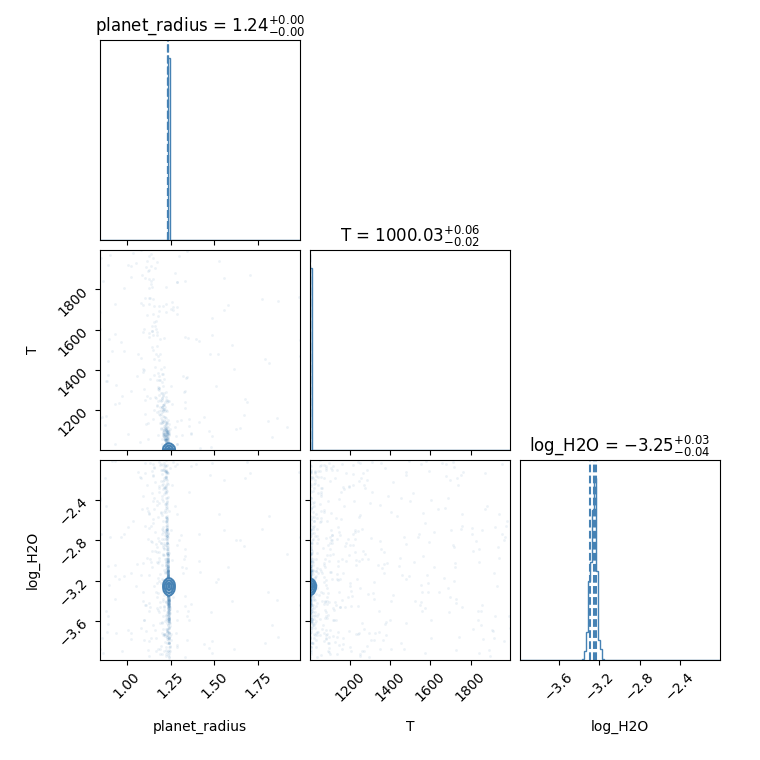 planet_radius = 1.24+0.00−0.00
T = 1000.03+0.06−0.02
T
1800
1600
1400
1200
log_H2O = −3.25+0.03−0.04
log_H2O
−2.4
−2.8
−3.2
−3.6
1.00 1.25 1.50 1.75
1200 1400 1600 1800
−3.6 −3.2 −2.8 −2.4
planet_radius T log_H2O